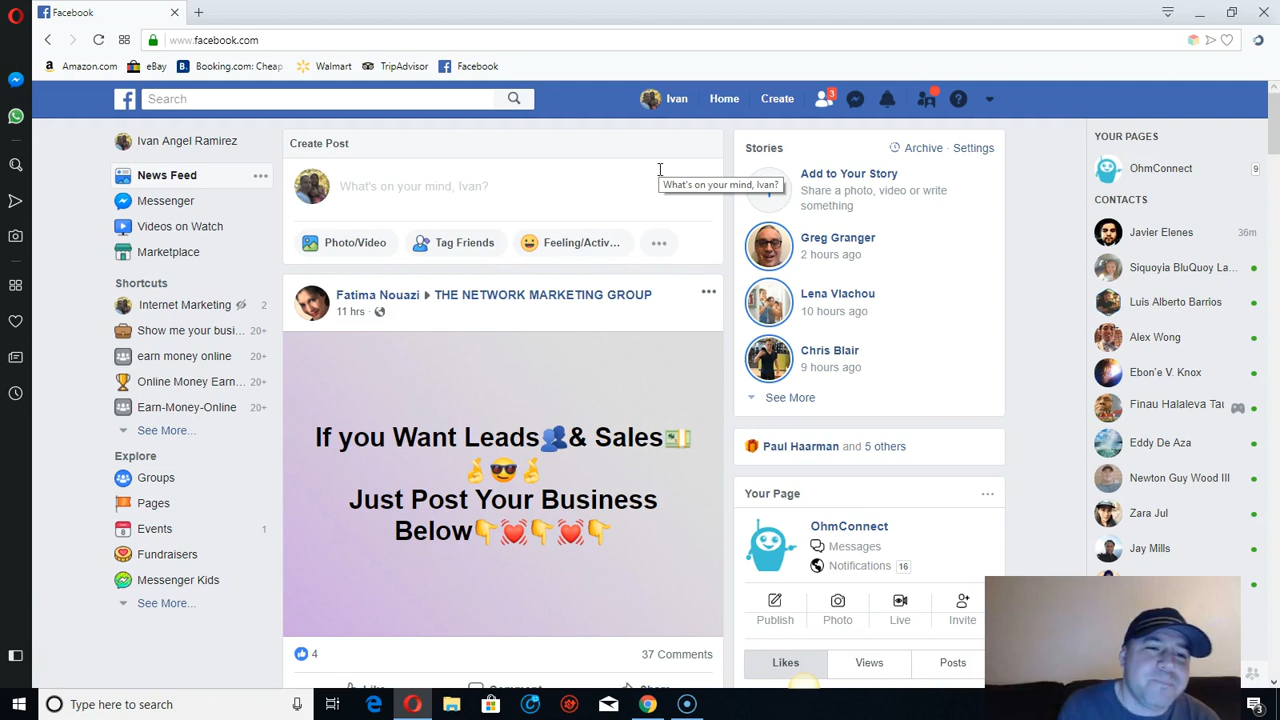 Facebook
www.facebook.com
Amazon.com
eBay
Booking.com: Cheap
Walmart
TripAdvisor
Facebook
Search
Ivan
Home
Create
3
Ivan Angel Ramirez
News Feed
Messenger
Videos on Watch
Marketplace
Shortcuts
Internet Marketing 2
Show me your busi... 20+
earn money online 20+
Online Money Earn... 20+
Earn-Money-Online 20+
See More...
Explore
Groups
Pages
Events 1
Fundraisers
Messenger Kids
See More...
Create Post
What's on your mind, Ivan?
What's on your mind, Ivan?
Photo/Video
Tag Friends
Feeling/Activ...
Fatima Nouazi THE NETWORK MARKETING GROUP
11 hrs
If you Want Leads👥& Sales💵
🤞😎🤞
Just Post Your Business
Below👇💓👇💓👇
4
37 Comments
Stories
Archive · Settings
Add to Your Story
Share a photo, video or write
something
Greg Granger
2 hours ago
Lena Vlachou
10 hours ago
Chris Blair
9 hours ago
See More
Paul Haarman and 5 others
Your Page
OhmConnect
Messages
Notifications 16
Publish
Photo
Live
Invite
Likes
Views
Posts
YOUR PAGES
OhmConnect 9
CONTACTS
Javier Elenes 36m
Siquoyia BluQuoy La...
Luis Alberto Barrios
Alex Wong
Ebon'e V. Knox
Finau Halaleva Tau
Eddy De Aza
Newton Guy Wood III
Zara Jul
Jay Mills
Type here to search
3